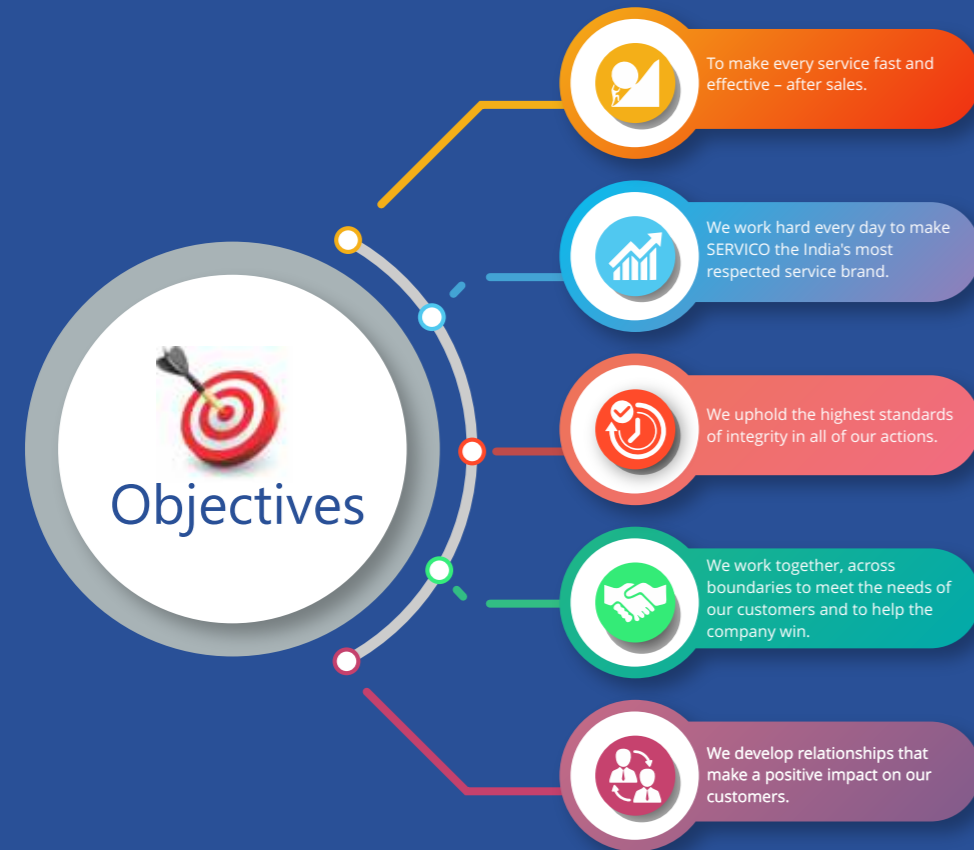 Objectives
To make every service fast and
effective – after sales.
We work hard every day to make
SERVICO the India's most
respected service brand.
We uphold the highest standards
of integrity in all of our actions.
We work together, across
boundaries to meet the needs of
our customers and to help the
company win.
We develop relationships that
make a positive impact on our
customers.